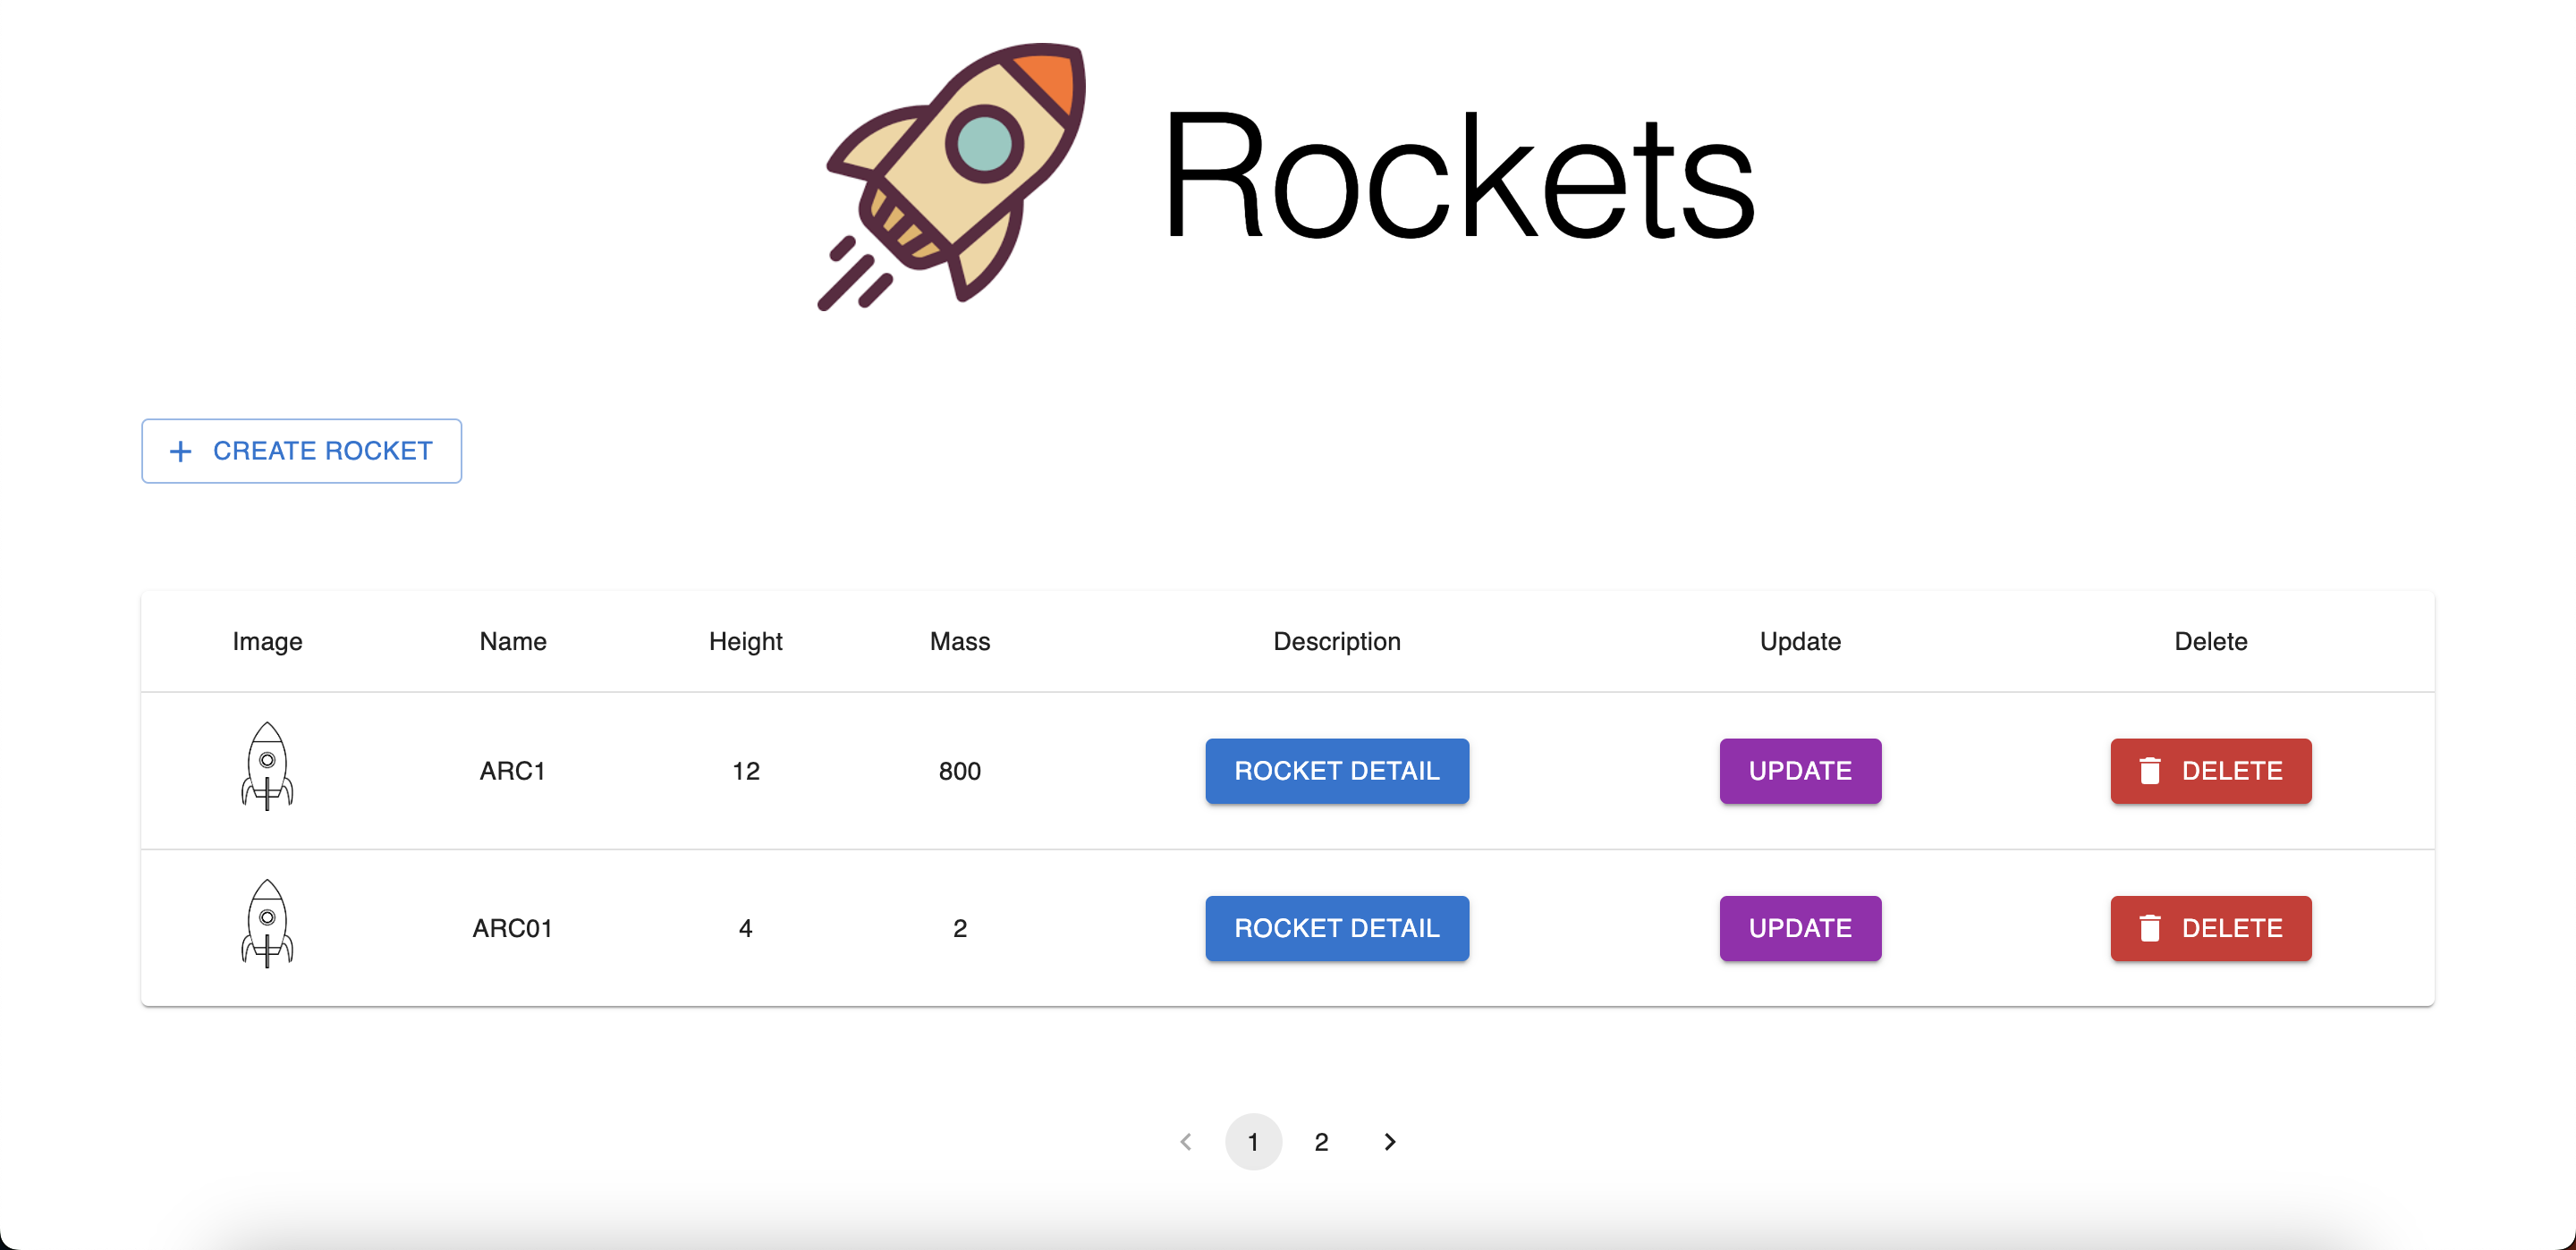 Rockets
+ CREATE ROCKET
Image Name Height Mass Description Update Delete
ARC1 12 800 ROCKET DETAIL UPDATE DELETE
ARC01 4 2 ROCKET DETAIL UPDATE DELETE
1 2